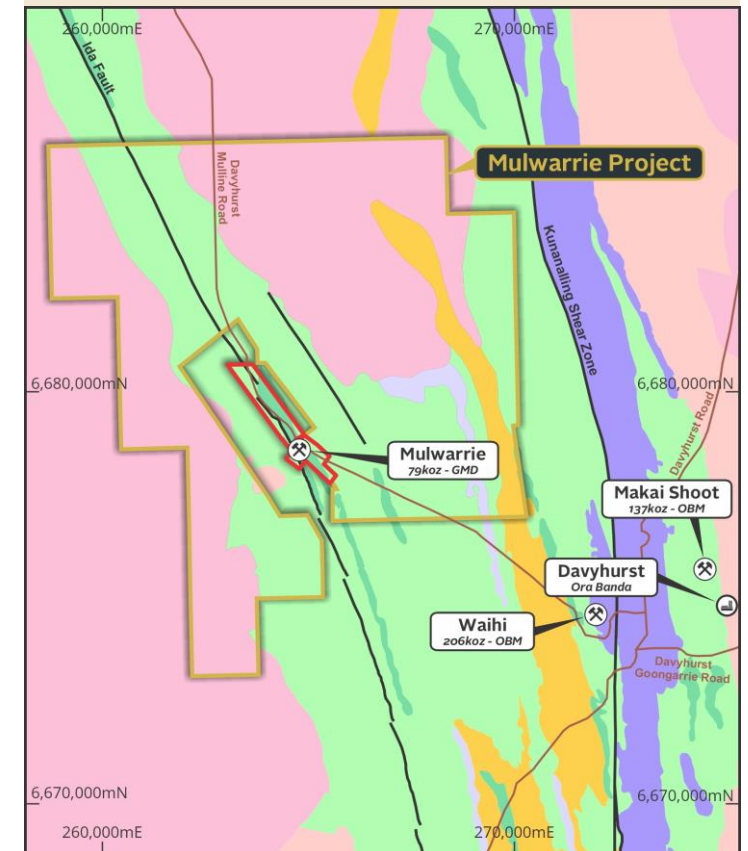 260,000mE
270,000mE
Ida Fault
Davyhurst
Mulline Road
Mulwarrie Project
Kunanalling Shear Zone
6,680,000mN
6,680,000mN
Davyhurst Road
Mulwarrie
79koz - GMD
Makai Shoot
137koz - OBM
Davyhurst
Ora Banda
Waihi
206koz - OBM
Davyhurst
Goongarrie Road
6,670,000mN
6,670,000mN
260,000mE
270,000mE